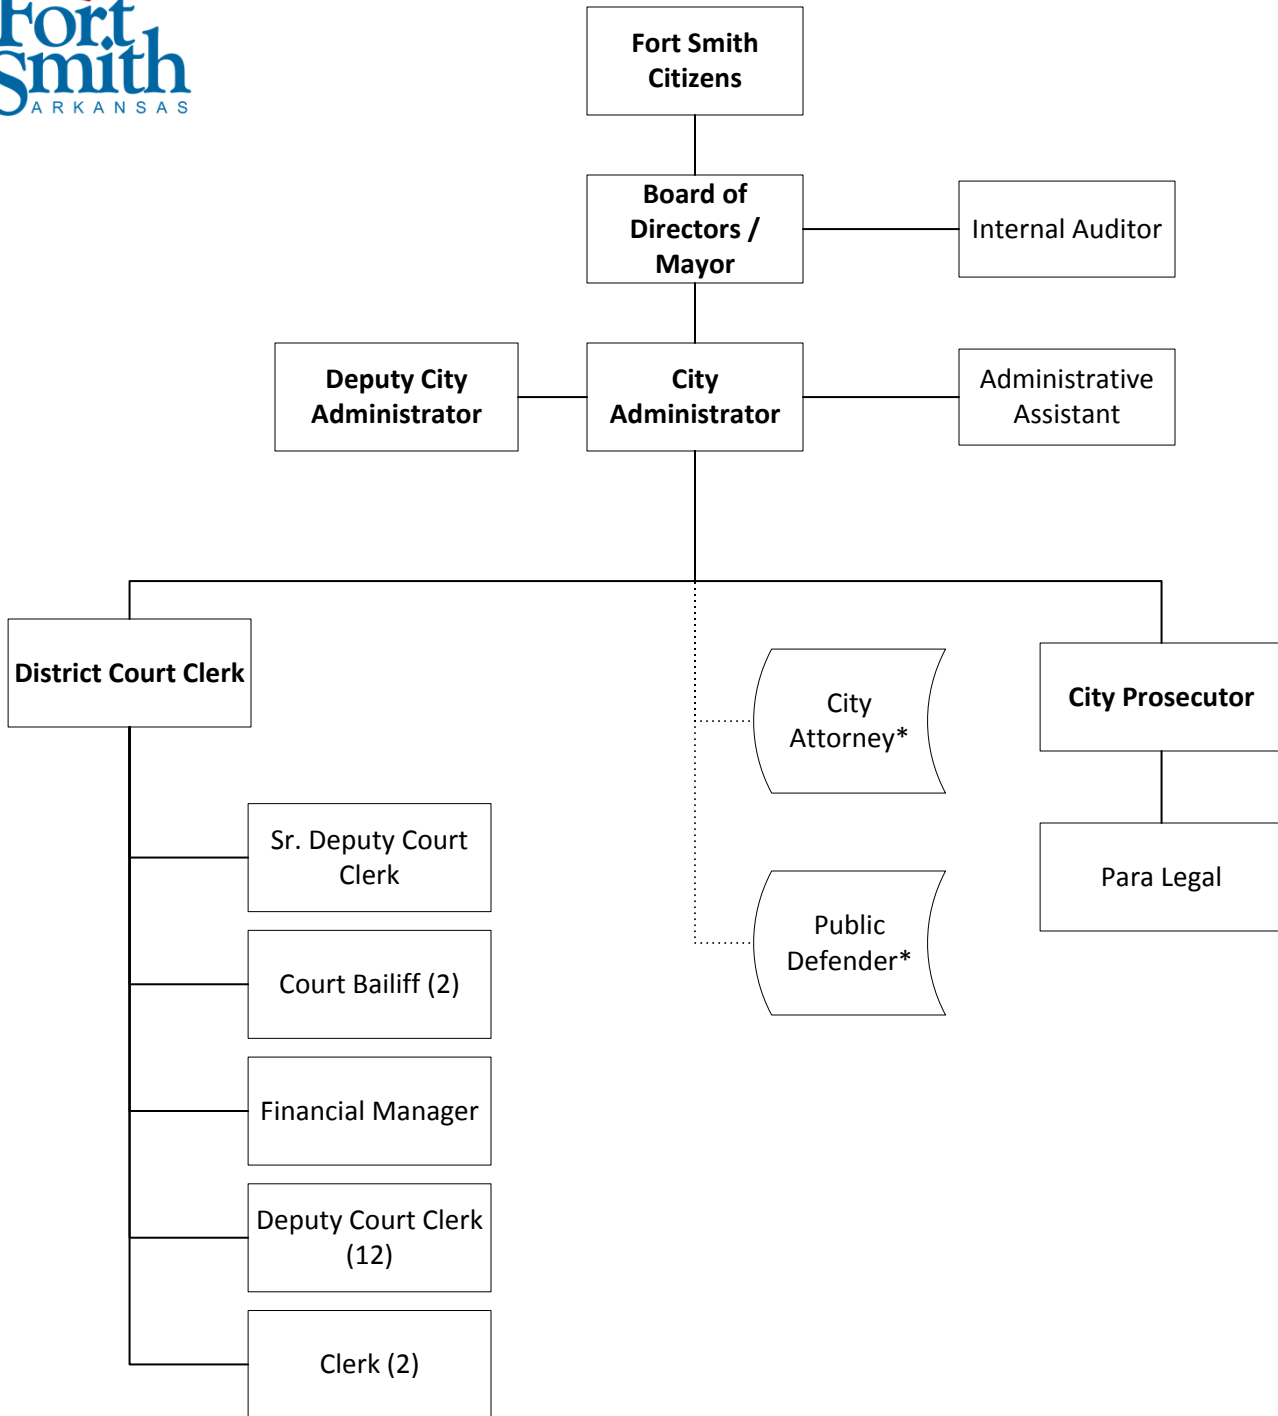 Fort
Smith
ARKANSAS
Fort Smith
Citizens
Board of
Directors /
Mayor
Internal Auditor
Deputy City
Administrator
City
Administrator
Administrative
Assistant
District Court Clerk
City
Attorney*
City Prosecutor
Sr. Deputy Court
Clerk
Public
Defender*
Para Legal
Court Bailiff (2)
Financial Manager
Deputy Court Clerk
(12)
Clerk (2)